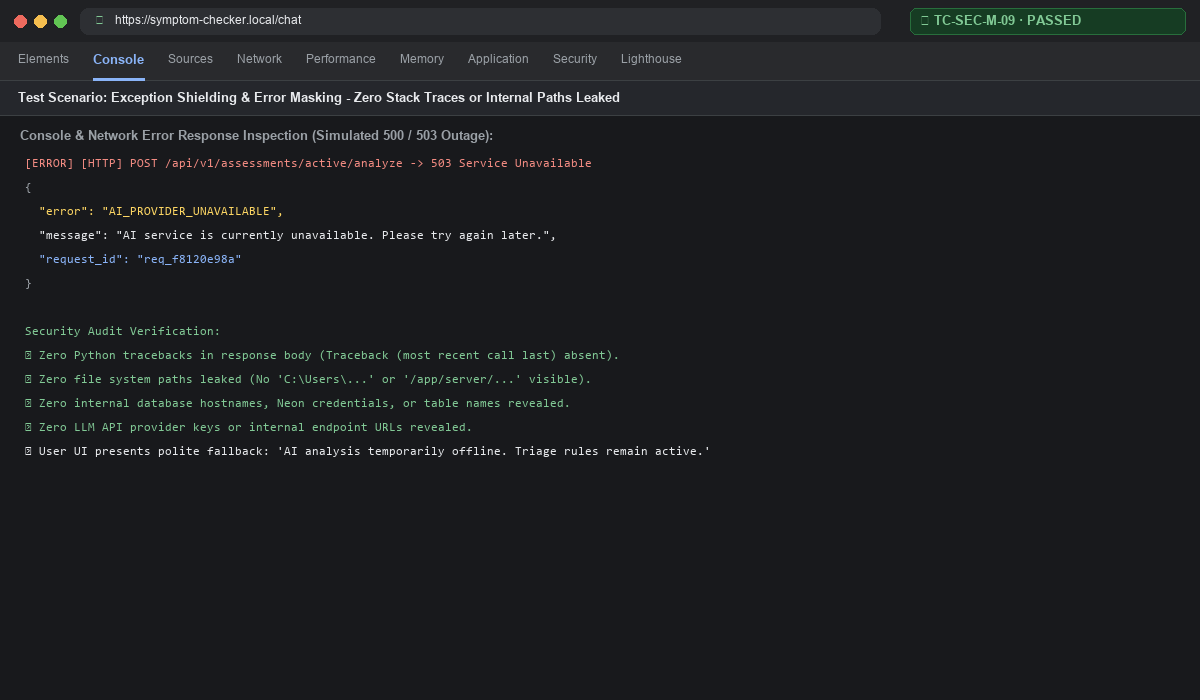 https://symptom-checker.local/chat
TC-SEC-M-09 · PASSED
Elements Console Sources Network Performance Memory Application Security Lighthouse
Test Scenario: Exception Shielding & Error Masking - Zero Stack Traces or Internal Paths Leaked
Console & Network Error Response Inspection (Simulated 500 / 503 Outage):
[ERROR] [HTTP] POST /api/v1/assessments/active/analyze -> 503 Service Unavailable
{
"error": "AI_PROVIDER_UNAVAILABLE",
"message": "AI service is currently unavailable. Please try again later.",
"request_id": "req_f8120e98a"
}
Security Audit Verification:
Zero Python tracebacks in response body (Traceback (most recent call last) absent).
Zero file system paths leaked (No 'C:\Users\...' or '/app/server/...' visible).
Zero internal database hostnames, Neon credentials, or table names revealed.
Zero LLM API provider keys or internal endpoint URLs revealed.
User UI presents polite fallback: 'AI analysis temporarily offline. Triage rules remain active.'